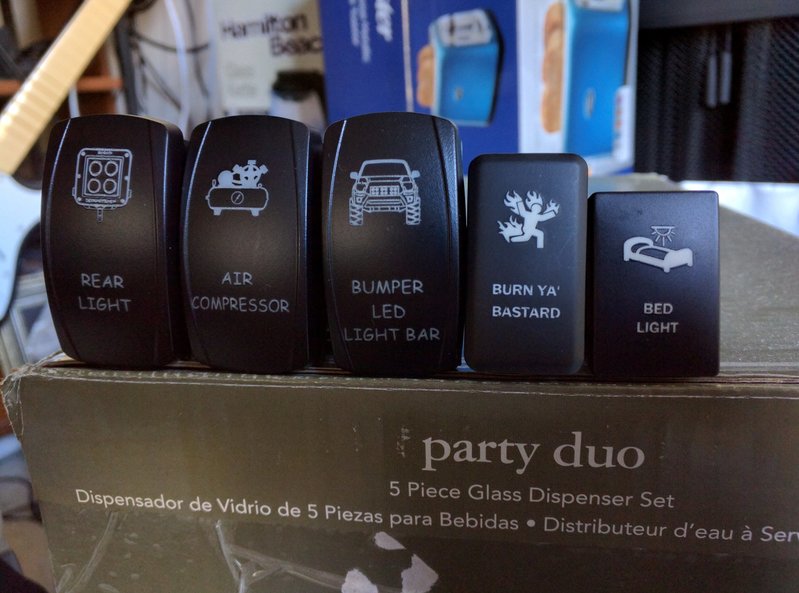 Hamilton
Beach
REAR
LIGHT
AIR
COMPRESSOR
BUMPER
LED
LIGHT BAR
BURN YA'
BASTARD
BED
LIGHT
party duo
5 Piece Glass Dispenser Set
Dispensador de Vidrio de 5 Piezas para Bebidas • Distributeur d'eau à Serv